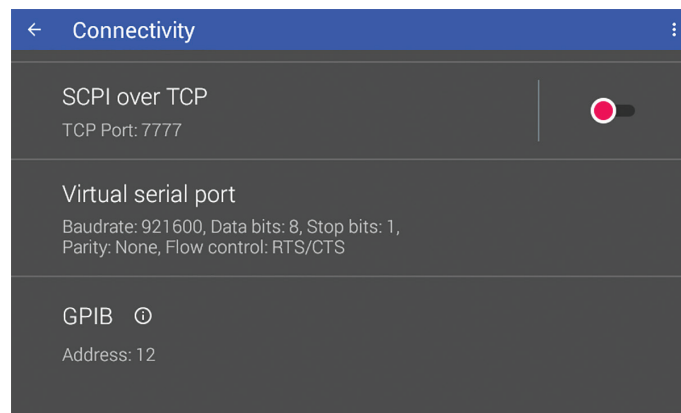 Connectivity
SCPI over TCP
TCP Port: 7777
Virtual serial port
Baudrate: 921600, Data bits: 8, Stop bits: 1,
Parity: None, Flow control: RTS/CTS
GPIB
Address: 12